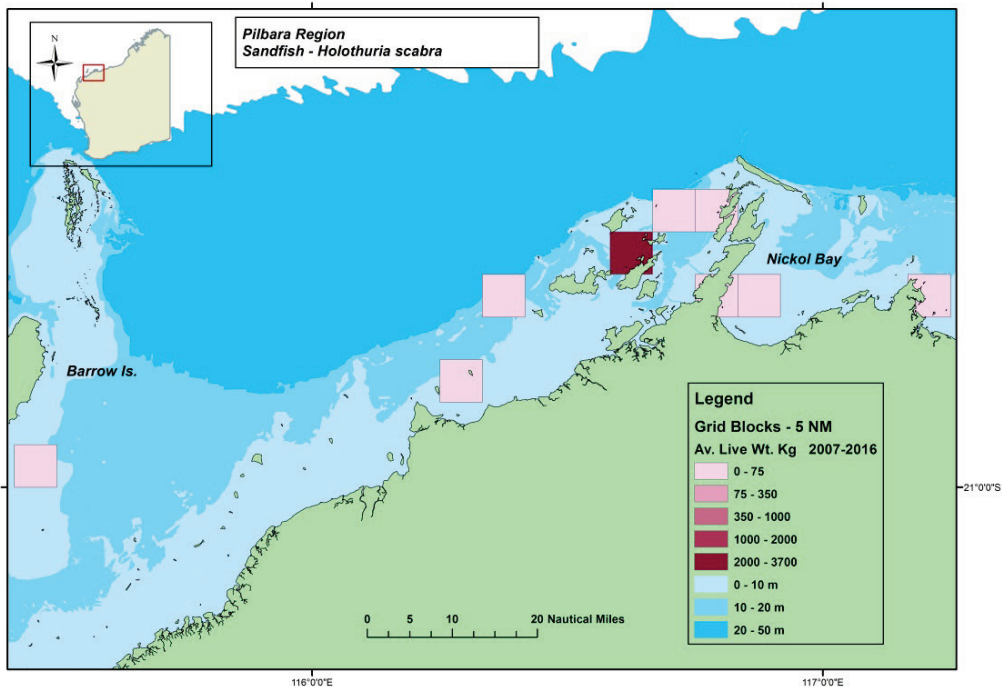 Pilbara Region
Sandfish - Holothuria scabra
N
Nickol Bay
Barrow Is.
Legend
Grid Blocks - 5 NM
Av. Live Wt. Kg 2007-2016
0 - 75
75 - 350
350 - 1000
1000 - 2000
2000 - 3700
0 - 10 m
10 - 20 m
20 - 50 m
21°0'0"S
0 5 10 20 Nautical Miles
116°0'0"E
117°0'0"E